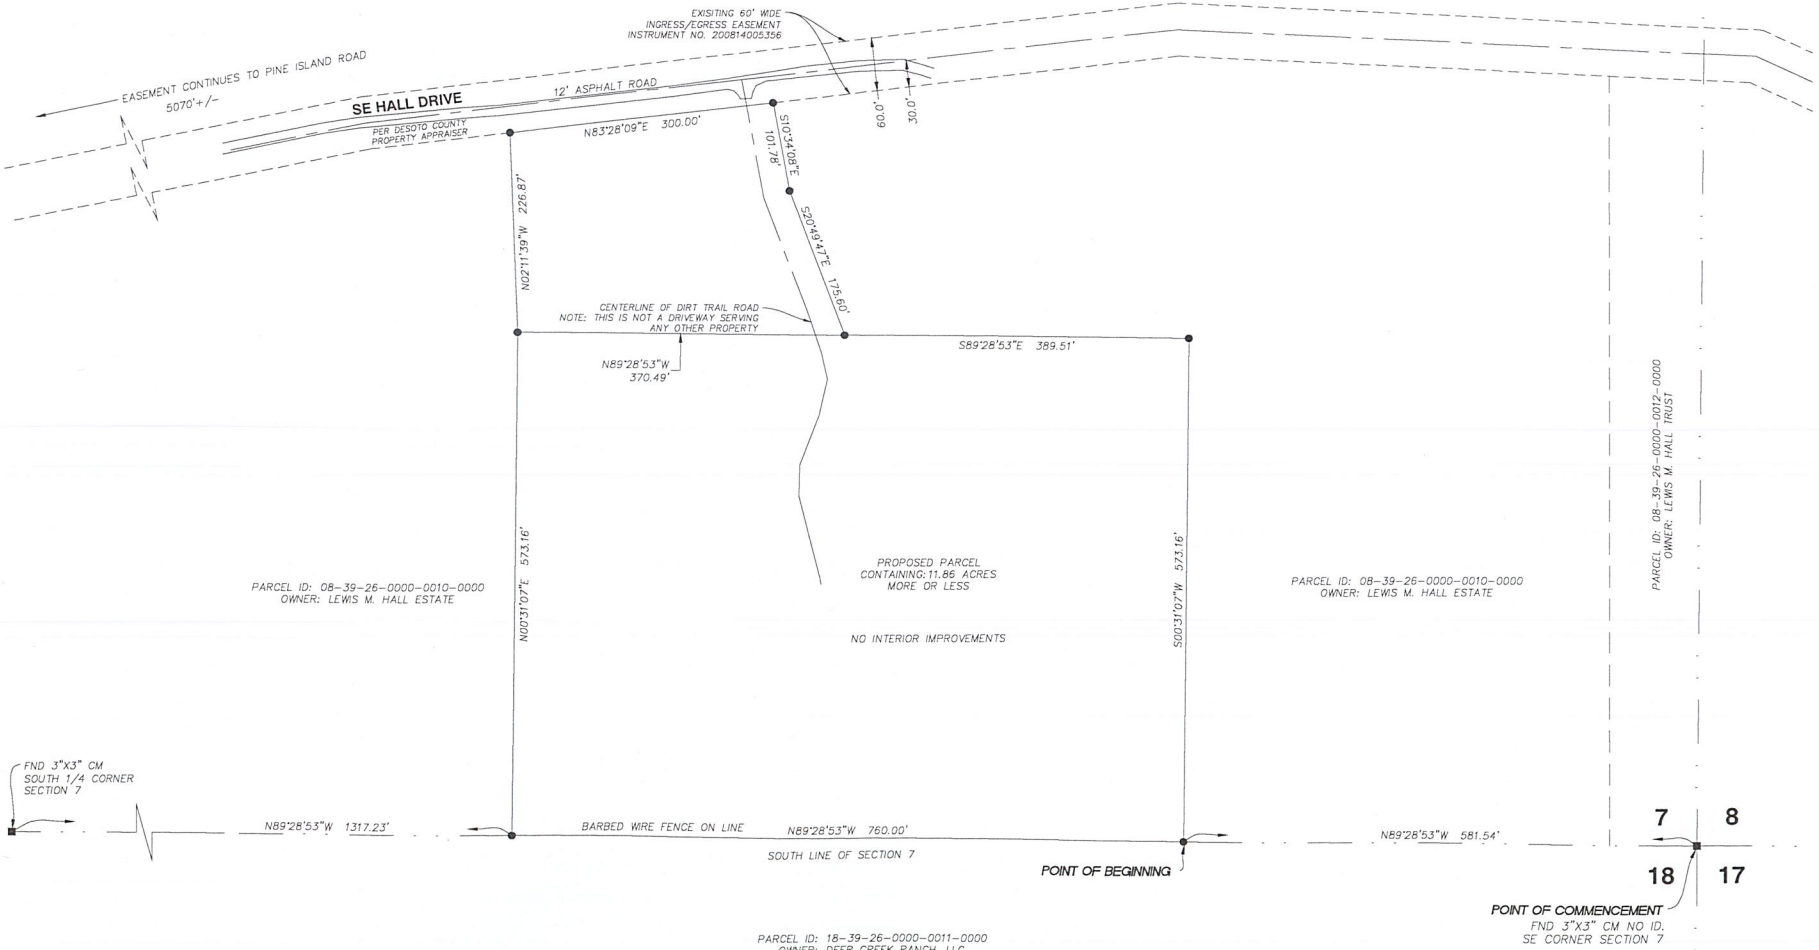 EXISITING 60' WIDE
INGRESS/EGRESS EASEMENT
INSTRUMENT NO. 200814005356
EASEMENT CONTINUES TO PINE ISLAND ROAD
5070'+/-
SE HALL DRIVE
12' ASPHALT ROAD
PER DESOTO COUNTY
PROPERTY APPRAISER
N83°28'09"E 300.00'
60.0'
30.0'
S10°34'08"E
101.78'
N02°11'39"W 226.87'
S20°49'47"E 175.60'
CENTERLINE OF DIRT TRAIL ROAD
NOTE: THIS IS NOT A DRIVEWAY SERVING
ANY OTHER PROPERTY
N89°28'53"W
370.49'
S89°28'53"E 389.51'
PARCEL ID: 08-39-26-0000-0012-0000
OWNER: LEWIS M. HALL TRUST
N00°31'07"E 573.16'
S00°31'07"W 573.16'
PROPOSED PARCEL
CONTAINING: 11.86 ACRES
MORE OR LESS
PARCEL ID: 08-39-26-0000-0010-0000
OWNER: LEWIS M. HALL ESTATE
PARCEL ID: 08-39-26-0000-0010-0000
OWNER: LEWIS M. HALL ESTATE
NO INTERIOR IMPROVEMENTS
FND 3"X3" CM
SOUTH 1/4 CORNER
SECTION 7
N89°28'53"W 1317.23'
BARBED WIRE FENCE ON LINE N89°28'53"W 760.00'
SOUTH LINE OF SECTION 7
N89°28'53"W 581.54'
7 8
18 17
POINT OF BEGINNING
POINT OF COMMENCEMENT
FND 3"X3" CM NO ID.
SE CORNER SECTION 7
PARCEL ID: 18-39-26-0000-0011-0000
OWNER: DEEP CREEK RANCH, LLC